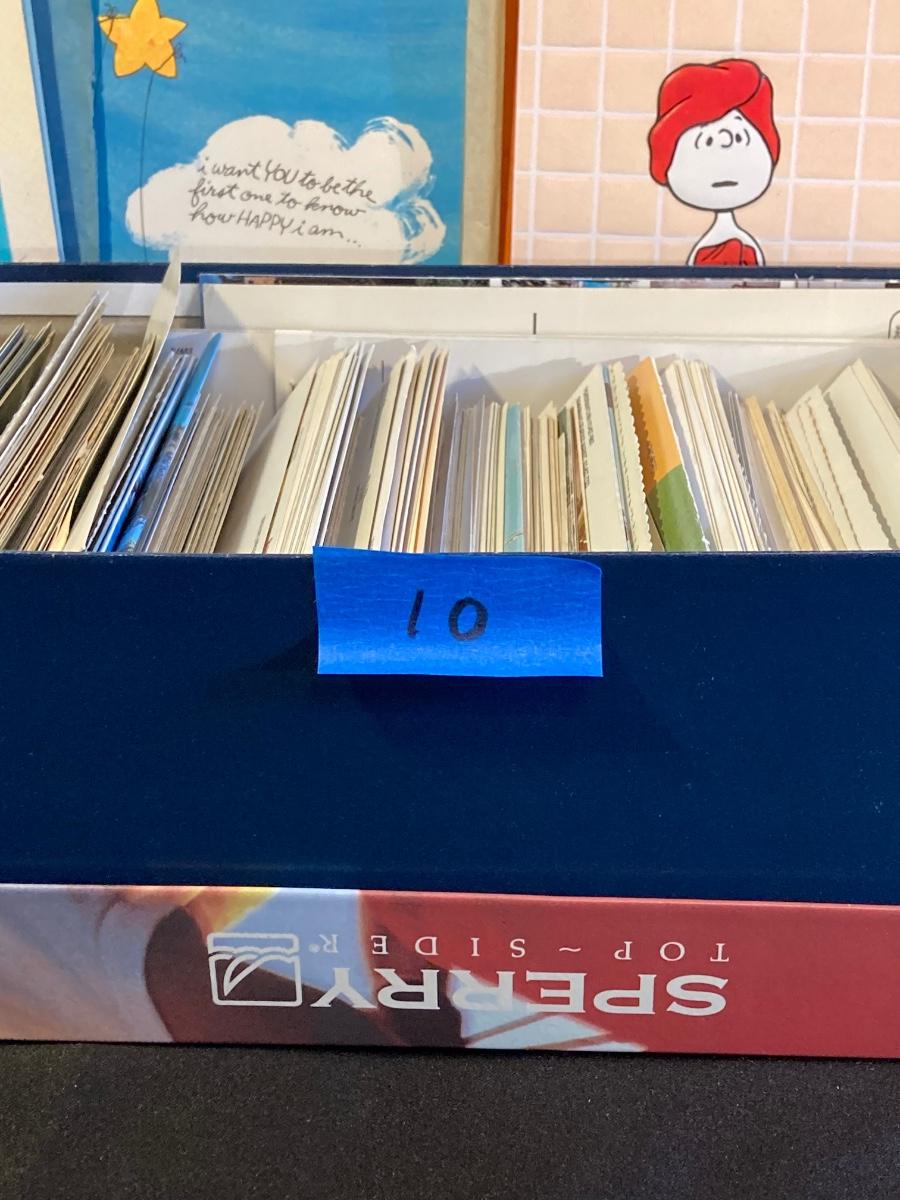 i want YOU to be the
first one to know
how HAPPY i am...
10
SPERRY
TOP~SIDER®